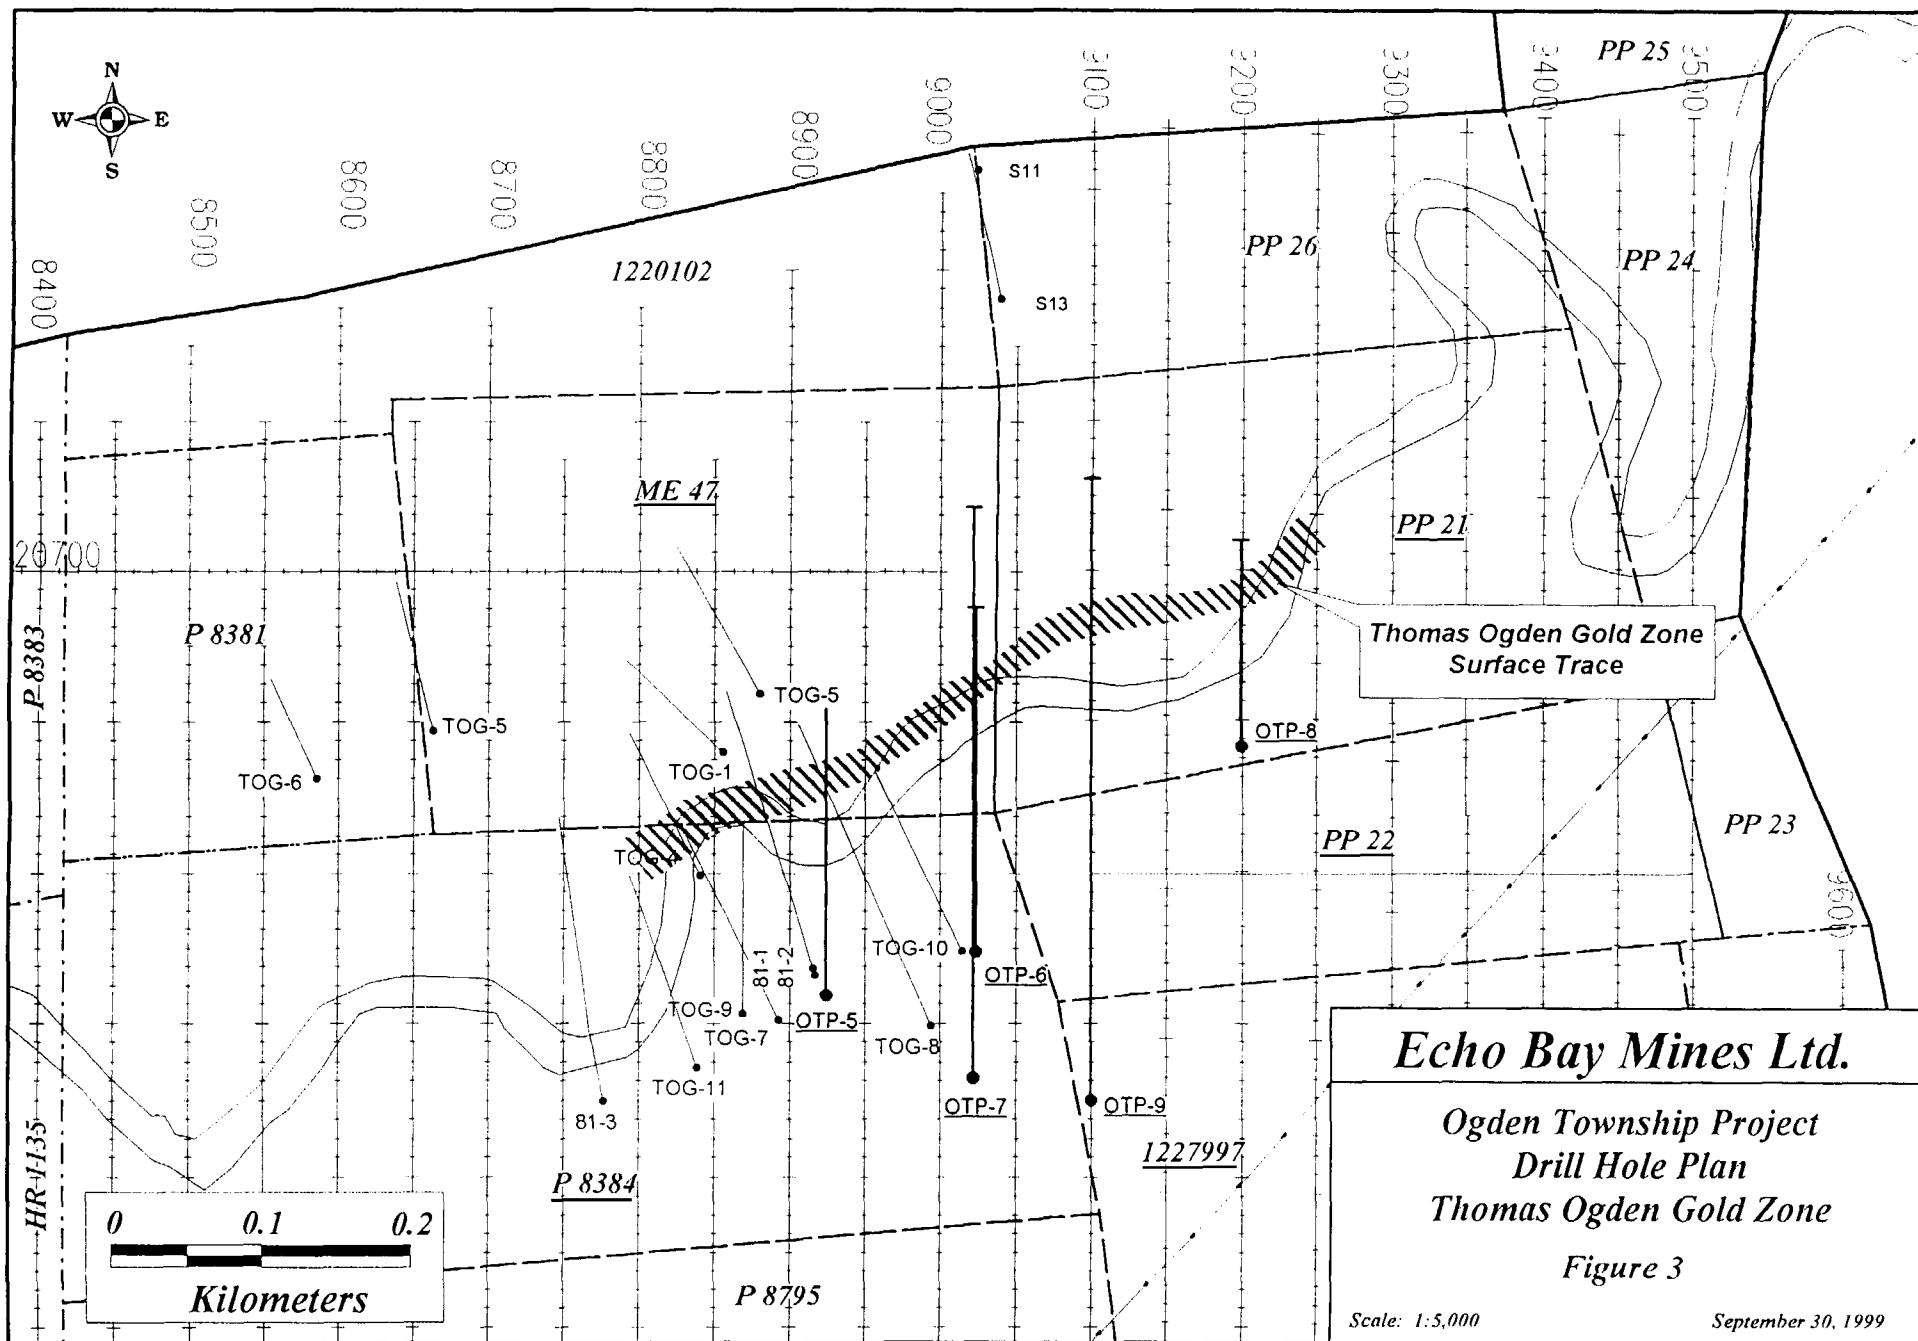 N
W E
S
8400
8500
8600
8700
8800
8900
9000
9100
9200
9300
9400
9500
PP 25
S11
1220102
PP 26
PP 24
S13
ME 47
20700
PP 21
P 8381
P-8383
Thomas Ogden Gold Zone
Surface Trace
TOG-5
TOG-5
OTP-8
TOG-6
TOG-1
PP 23
PP 22
TOG-4
9600
81-1
81-2
TOG-10
OTP-6
TOG-9
OTP-5
TOG-7
TOG-8
TOG-11
OTP-7
OTP-9
81-3
HR-1135
1227997
P 8384
P 8795
0 0.1 0.2
Kilometers
Echo Bay Mines Ltd.
Ogden Township Project
Drill Hole Plan
Thomas Ogden Gold Zone
Figure 3
Scale: 1:5,000
September 30, 1999